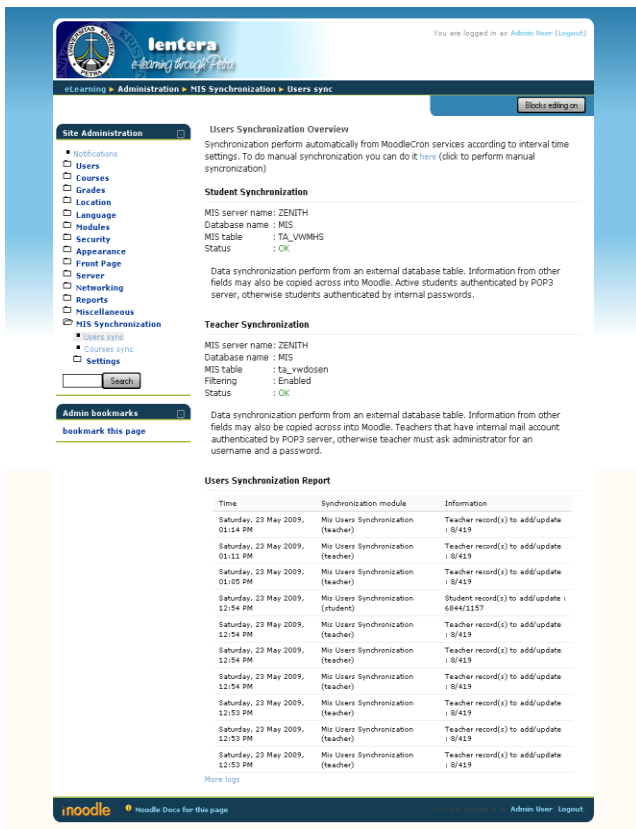 You are logged in as Admin User (Logout)
UNIVERSITAS KRISTEN
PETRA
lentera
e-learning through Petra
eLearning ► Administration ► MIS Synchronization ► Users sync
Blocks editing on
Site Administration
Notifications
Users
Courses
Grades
Location
Language
Modules
Security
Appearance
Front Page
Server
Networking
Reports
Miscellaneous
MIS Synchronization
Users sync
Courses sync
Settings
Search
Admin bookmarks
bookmark this page
Users Synchronization Overview
Synchronization perform automatically from MoodleCron services according to interval time
settings. To do manual synchronization you can do it here (click to perform manual
syncronization)
Student Synchronization
MIS server name: ZENITH
Database name : MIS
MIS table : TA_VWMHS
Status : OK
Data synchronization perform from an external database table. Information from other
fields may also be copied across into Moodle. Active students authenticated by POP3
server, otherwise students authenticated by internal passwords.
Teacher Synchronization
MIS server name: ZENITH
Database name : MIS
MIS table : ta_vwdosen
Filtering : Enabled
Status : OK
Data synchronization perform from an external database table. Information from other
fields may also be copied across into Moodle. Teachers that have internal mail account
authenticated by POP3 server, otherwise teacher must ask administrator for an
username and a password.
Users Synchronization Report
Time Synchronization module Information
Saturday, 23 May 2009, Mis Users Synchronization Teacher record(s) to add/update
01:14 PM (teacher) : 8/419
Saturday, 23 May 2009, Mis Users Synchronization Teacher record(s) to add/update
01:11 PM (teacher) : 8/419
Saturday, 23 May 2009, Mis Users Synchronization Teacher record(s) to add/update
01:05 PM (teacher) : 8/419
Saturday, 23 May 2009, Mis Users Synchronization Student record(s) to add/update :
12:54 PM (student) 6844/1157
Saturday, 23 May 2009, Mis Users Synchronization Teacher record(s) to add/update
12:54 PM (teacher) : 8/419
Saturday, 23 May 2009, Mis Users Synchronization Teacher record(s) to add/update
12:54 PM (teacher) : 8/419
Saturday, 23 May 2009, Mis Users Synchronization Teacher record(s) to add/update
12:54 PM (teacher) : 8/419
Saturday, 23 May 2009, Mis Users Synchronization Teacher record(s) to add/update
12:53 PM (teacher) : 8/419
Saturday, 23 May 2009, Mis Users Synchronization Teacher record(s) to add/update
12:53 PM (teacher) : 8/419
Saturday, 23 May 2009, Mis Users Synchronization Teacher record(s) to add/update
12:53 PM (teacher) : 8/419
More logs
moodle Moodle Docs for this page You are logged in as Admin User Logout